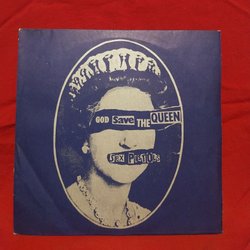 GOD Save THE QUEEN
SEX PISTOLS